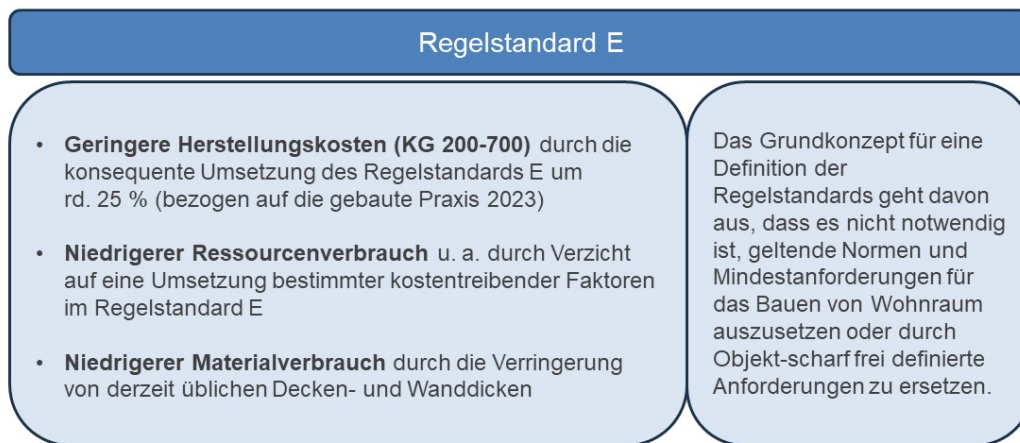 Regelstandard E
• Geringere Herstellungskosten (KG 200-700) durch die
konsequente Umsetzung des Regelstandards E um
rd. 25 % (bezogen auf die gebaute Praxis 2023)
• Niedrigerer Ressourcenverbrauch u. a. durch Verzicht
auf eine Umsetzung bestimmter kostentreibender Faktoren
im Regelstandard E
• Niedrigerer Materialverbrauch durch die Verringerung
von derzeit üblichen Decken- und Wanddicken
Das Grundkonzept für eine
Definition der
Regelstandards geht davon
aus, dass es nicht notwendig
ist, geltende Normen und
Mindestanforderungen für
das Bauen von Wohnraum
auszusetzen oder durch
Objekt-scharf frei definierte
Anforderungen zu ersetzen.